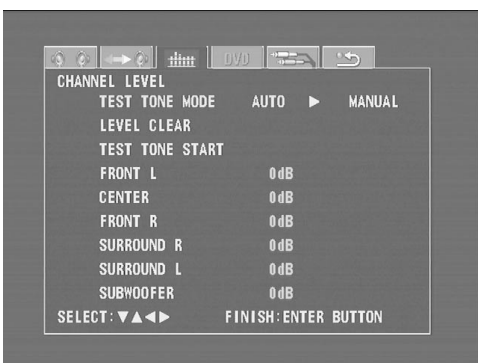 DVD
CHANNEL LEVEL
TEST TONE MODE AUTO ▶ MANUAL
LEVEL CLEAR
TEST TONE START
FRONT L 0dB
CENTER 0dB
FRONT R 0dB
SURROUND R 0dB
SURROUND L 0dB
SUBWOOFER 0dB
SELECT:▼▲◀▶ FINISH:ENTER BUTTON